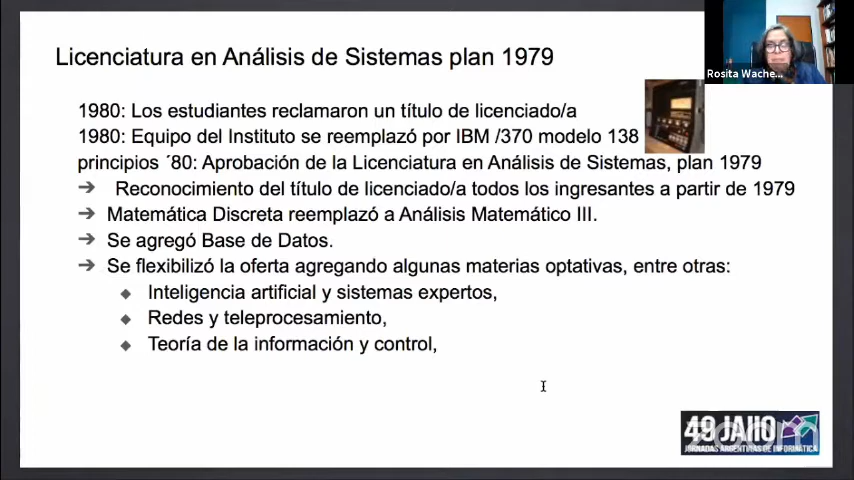 Licenciatura en Análisis de Sistemas plan 1979
Rosita Wache...
1980: Los estudiantes reclamaron un título de licenciado/a
1980: Equipo del Instituto se reemplazó por IBM /370 modelo 138
principios ´80: Aprobación de la Licenciatura en Análisis de Sistemas, plan 1979
➔ Reconocimiento del título de licenciado/a todos los ingresantes a partir de 1979
➔ Matemática Discreta reemplazó a Análisis Matemático III.
➔ Se agregó Base de Datos.
➔ Se flexibilizó la oferta agregando algunas materias optativas, entre otras:
◆ Inteligencia artificial y sistemas expertos,
◆ Redes y teleprocesamiento,
◆ Teoría de la información y control,
49 JAIIO
zoom
JORNADAS ARGENTINAS DE INFORMÁTICA